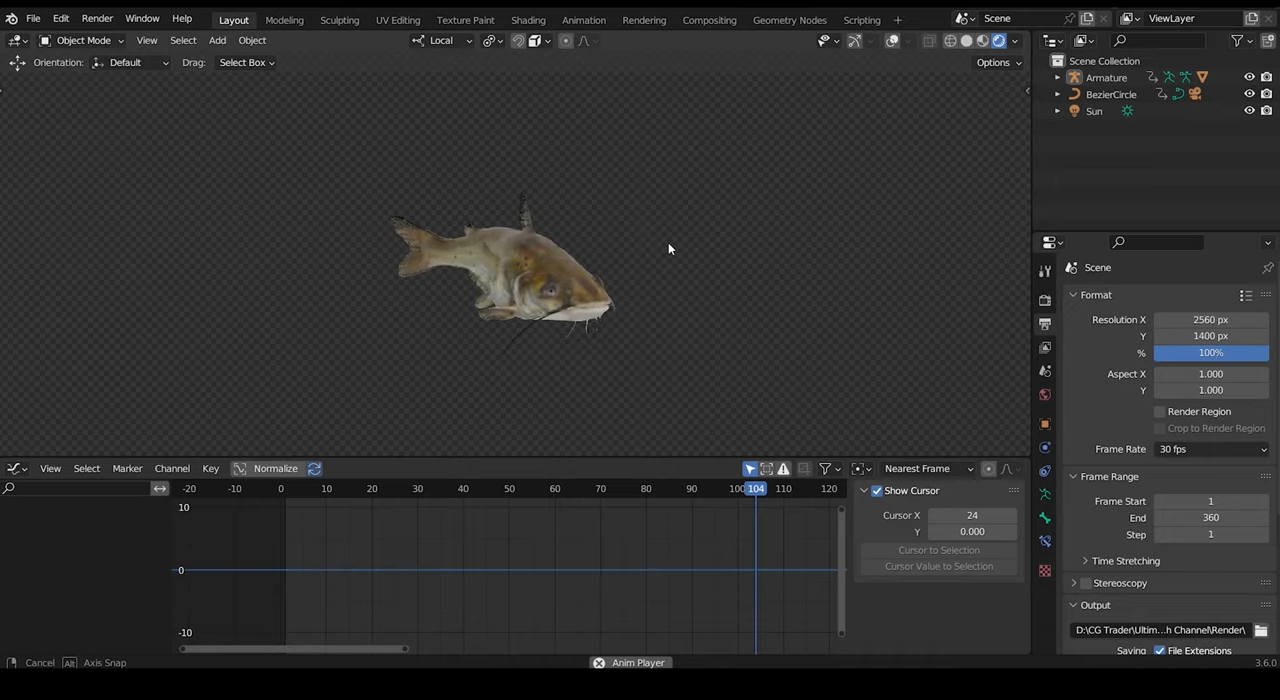 File Edit Render Window Help Layout Modeling Sculpting UV Editing Texture Paint Shading Animation Rendering Compositing Geometry Nodes Scripting + Scene ViewLayer
Object Mode View Select Add Object Local
Orientation: Default Drag: Select Box Options
Scene Collection
Armature
BezierCircle
Sun
Scene
Format
Resolution X 2560 px
Y 1400 px
% 100%
Aspect X 1.000
Y 1.000
Render Region
Crop to Render Region
Frame Rate 30 fps
Frame Range
Frame Start 1
End 360
Step 1
Time Stretching
Stereoscopy
Output
D:\CG Trader\Ultim...h Channel\Render\
Saving File Extensions
View Select Marker Channel Key Normalize Nearest Frame
-20 -10 0 10 20 30 40 50 60 70 80 90 100 104 110 120
10
0
-10
Show Cursor
Cursor X 24
Y 0.000
Cursor to Selection
Cursor Value to Selection
Cancel Alt Axis Snap Anim Player 3.6.0